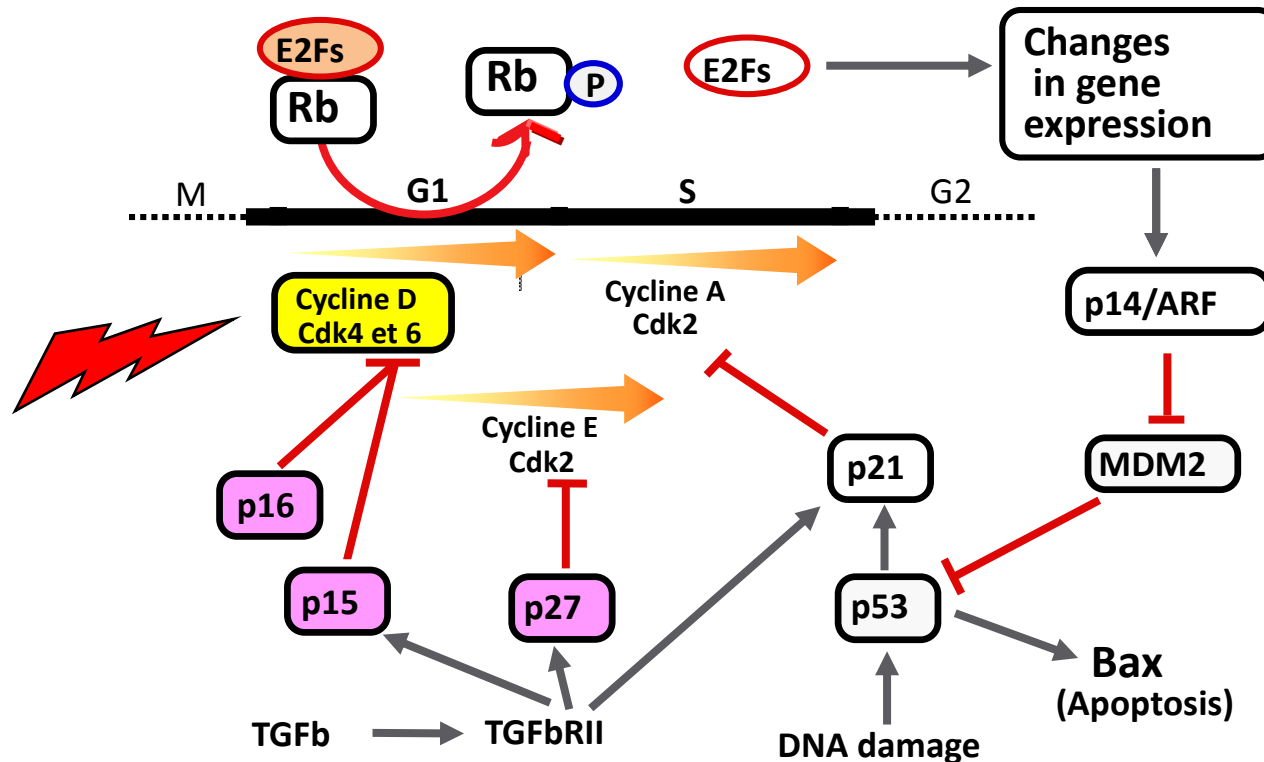 E2Fs
Rb
Rb
P
E2Fs
Changes
in gene
expression
M
G1
S
G2
Cycline D
Cdk4 et 6
Cycline A
Cdk2
p14/ARF
Cycline E
Cdk2
p21
MDM2
p16
p15
p27
p53
Bax
(Apoptosis)
TGFb
TGFbRII
DNA damage